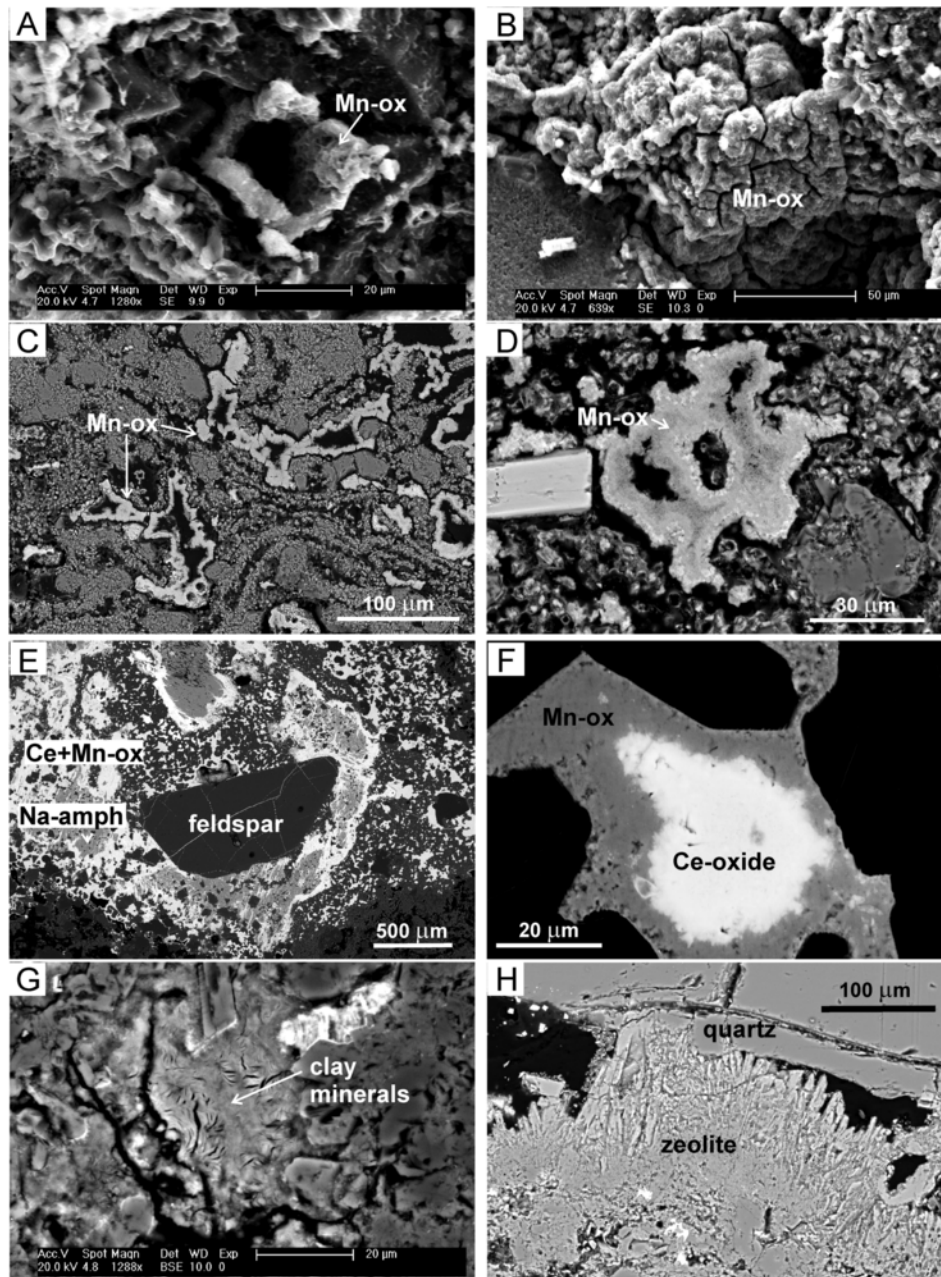 A
Mn-ox
Acc.V Spot Magn Det WD Exp
20.0 kV 4.7 1280x SE 9.9 0
20 µm
B
Mn-ox
Acc.V Spot Magn Det WD Exp
20.0 kV 4.7 639x SE 10.3 0
50 µm
C
Mn-ox
100 µm
D
Mn-ox
30 µm
E
Ce+Mn-ox
Na-amph
feldspar
500 µm
F
Mn-ox
Ce-oxide
20 µm
G
clay
minerals
Acc.V Spot Magn Det WD Exp
20.0 kV 4.8 1288x BSE 10.0 0
20 µm
H
100 µm
quartz
zeolite